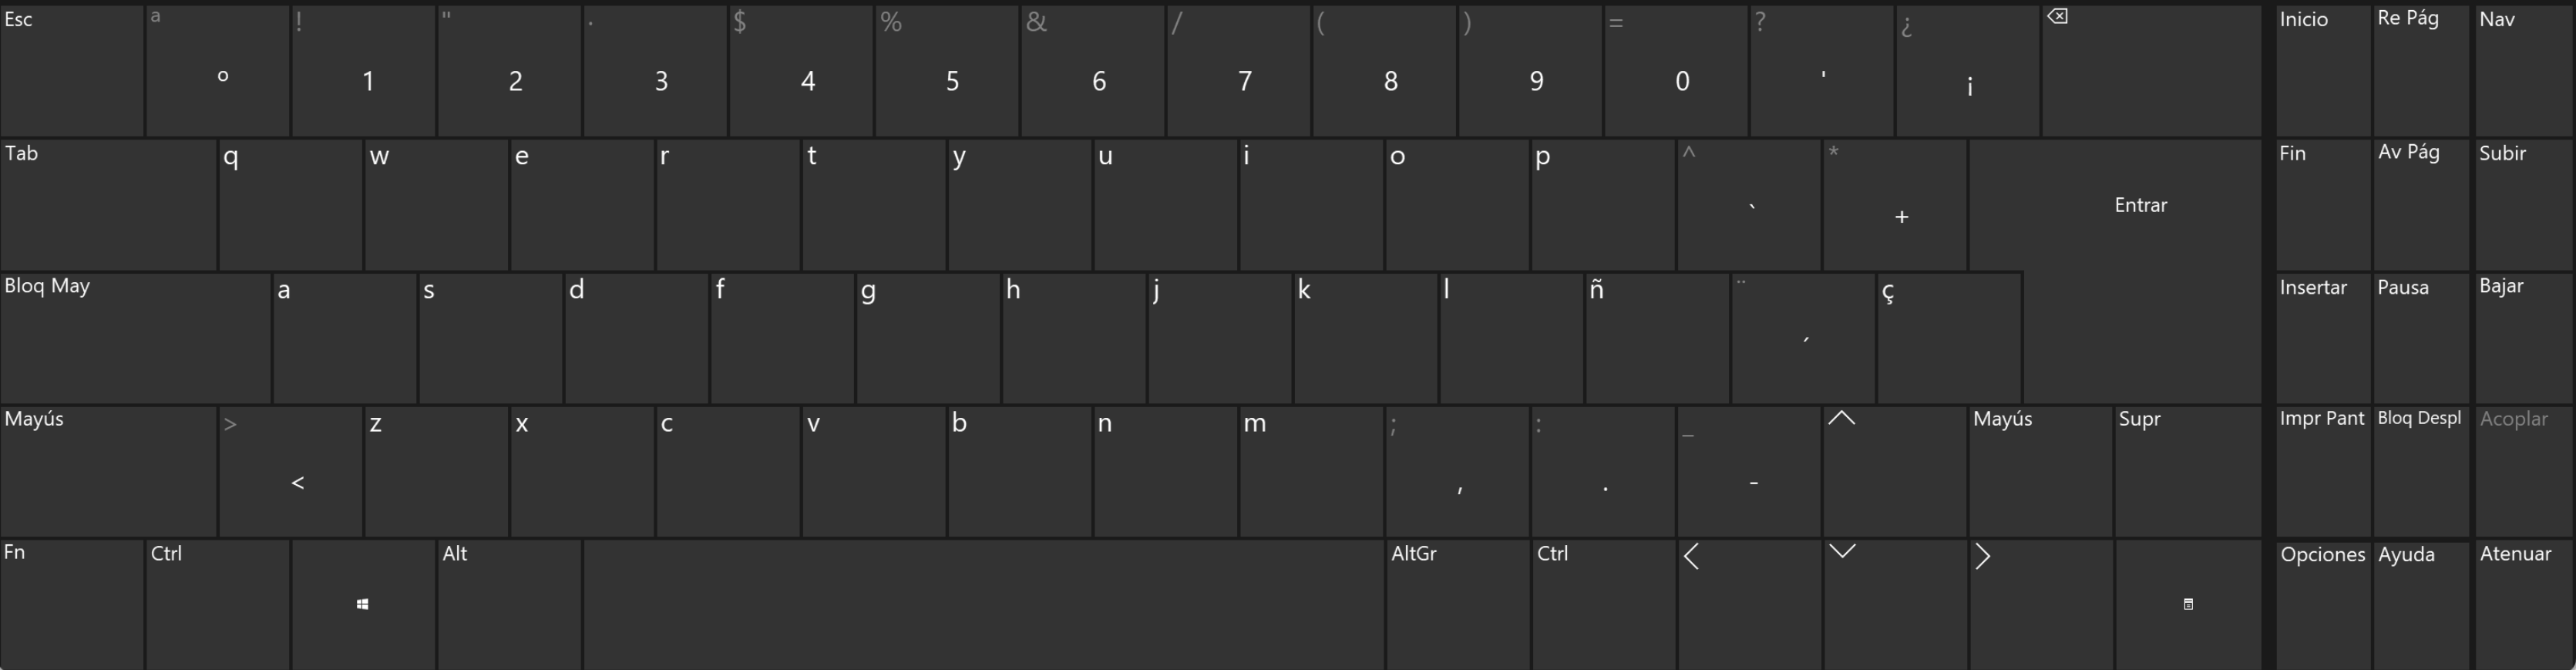 Esc ª º ! 1 " 2 · 3 $ 4 % 5 & 6 / 7 ( 8 ) 9 = 0 ? ' ¿ ¡ ⌫ Inicio Re Pág Nav
Tab q w e r t y u i o p ^ ` * + Entrar Fin Av Pág Subir
Bloq May a s d f g h j k l ñ ¨ ´ ç Insertar Pausa Bajar
Mayús > < z x c v b n m ; , : . _ - Mayús Supr Impr Pant Bloq Despl Acoplar
Fn Ctrl Alt AltGr Ctrl Opciones Ayuda Atenuar